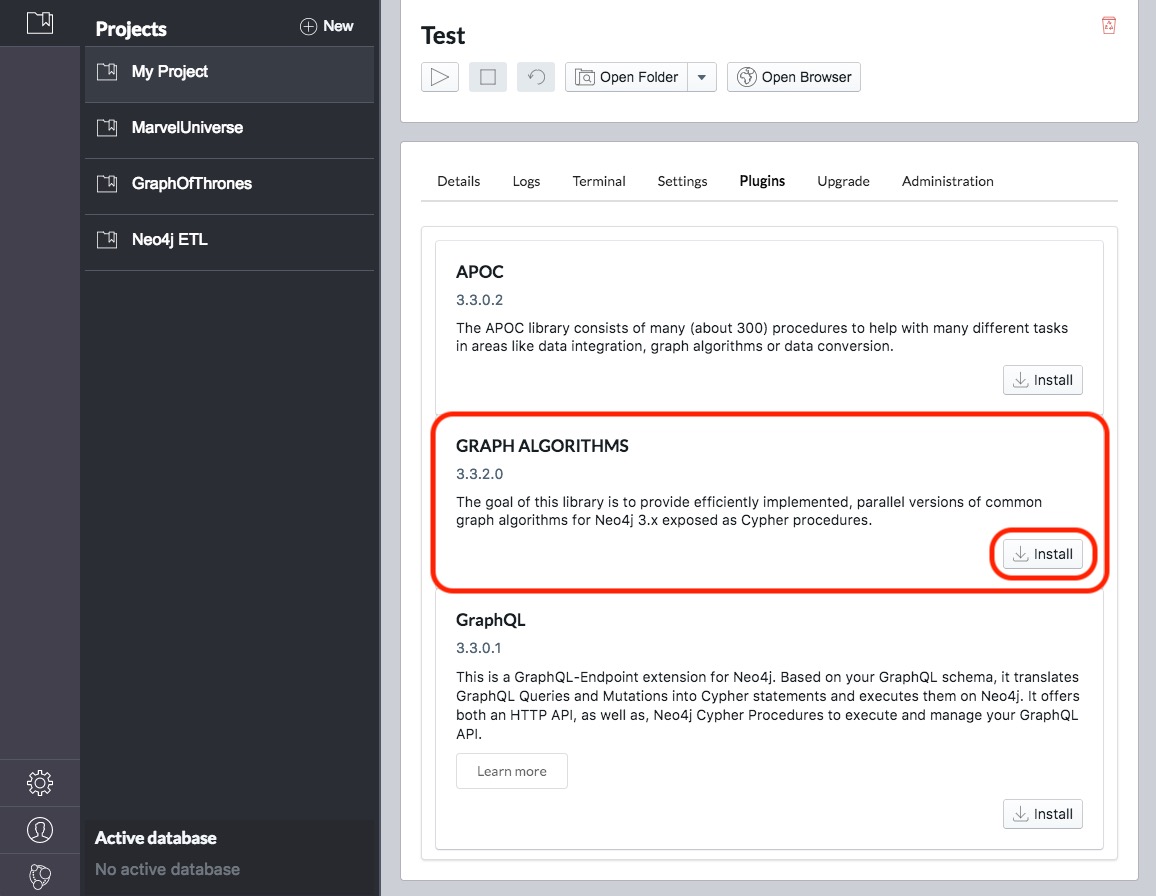 Projects
New
My Project
MarvelUniverse
GraphOfThrones
Neo4j ETL
Active database
No active database
Test
Open Folder
Open Browser
Details Logs Terminal Settings Plugins Upgrade Administration
APOC
3.3.0.2
The APOC library consists of many (about 300) procedures to help with many different tasks
in areas like data integration, graph algorithms or data conversion.
Install
GRAPH ALGORITHMS
3.3.2.0
The goal of this library is to provide efficiently implemented, parallel versions of common
graph algorithms for Neo4j 3.x exposed as Cypher procedures.
Install
GraphQL
3.3.0.1
This is a GraphQL-Endpoint extension for Neo4j. Based on your GraphQL schema, it translates
GraphQL Queries and Mutations into Cypher statements and executes them on Neo4j. It offers
both an HTTP API, as well as, Neo4j Cypher Procedures to execute and manage your GraphQL
API.
Learn more
Install